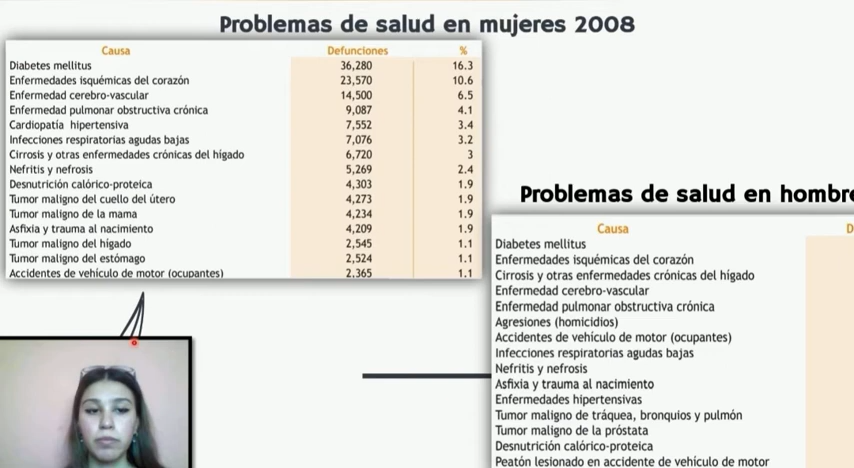 Problemas de salud en mujeres 2008
Causa Defunciones %
Diabetes mellitus 36,280 16.3
Enfermedades isquémicas del corazón 23,570 10.6
Enfermedad cerebro-vascular 14,500 6.5
Enfermedad pulmonar obstructiva crónica 9,087 4.1
Cardiopatía hipertensiva 7,552 3.4
Infecciones respiratorias agudas bajas 7,076 3.2
Cirrosis y otras enfermedades crónicas del hígado 6,720 3
Nefritis y nefrosis 5,269 2.4
Desnutrición calórico-proteica 4,303 1.9
Tumor maligno del cuello del útero 4,273 1.9
Tumor maligno de la mama 4,234 1.9
Asfixia y trauma al nacimiento 4,209 1.9
Tumor maligno del hígado 2,545 1.1
Tumor maligno del estómago 2,524 1.1
Accidentes de vehículo de motor (ocupantes) 2,365 1.1
Problemas de salud en hombre
Causa D
Diabetes mellitus
Enfermedades isquémicas del corazón
Cirrosis y otras enfermedades crónicas del hígado
Enfermedad cerebro-vascular
Enfermedad pulmonar obstructiva crónica
Agresiones (homicidios)
Accidentes de vehículo de motor (ocupantes)
Infecciones respiratorias agudas bajas
Nefritis y nefrosis
Asfixia y trauma al nacimiento
Enfermedades hipertensivas
Tumor maligno de tráquea, bronquios y pulmón
Tumor maligno de la próstata
Desnutrición calórico-proteica
Peatón lesionado en accidente de vehículo de motor